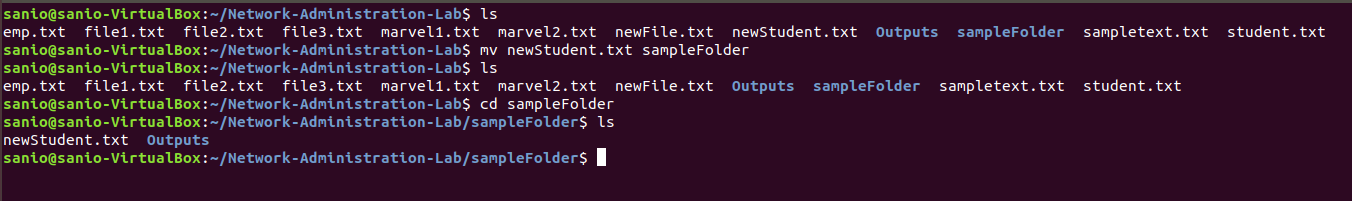 sanio@sanio-VirtualBox:~/Network-Administration-Lab$ ls
emp.txt  file1.txt  file2.txt  file3.txt  marvel1.txt  marvel2.txt  newFile.txt  newStudent.txt  Outputs  sampleFolder  sampletext.txt  student.txt
sanio@sanio-VirtualBox:~/Network-Administration-Lab$ mv newStudent.txt sampleFolder
sanio@sanio-VirtualBox:~/Network-Administration-Lab$ ls
emp.txt  file1.txt  file2.txt  file3.txt  marvel1.txt  marvel2.txt  newFile.txt  Outputs  sampleFolder  sampletext.txt  student.txt
sanio@sanio-VirtualBox:~/Network-Administration-Lab$ cd sampleFolder
sanio@sanio-VirtualBox:~/Network-Administration-Lab/sampleFolder$ ls
newStudent.txt  Outputs
sanio@sanio-VirtualBox:~/Network-Administration-Lab/sampleFolder$